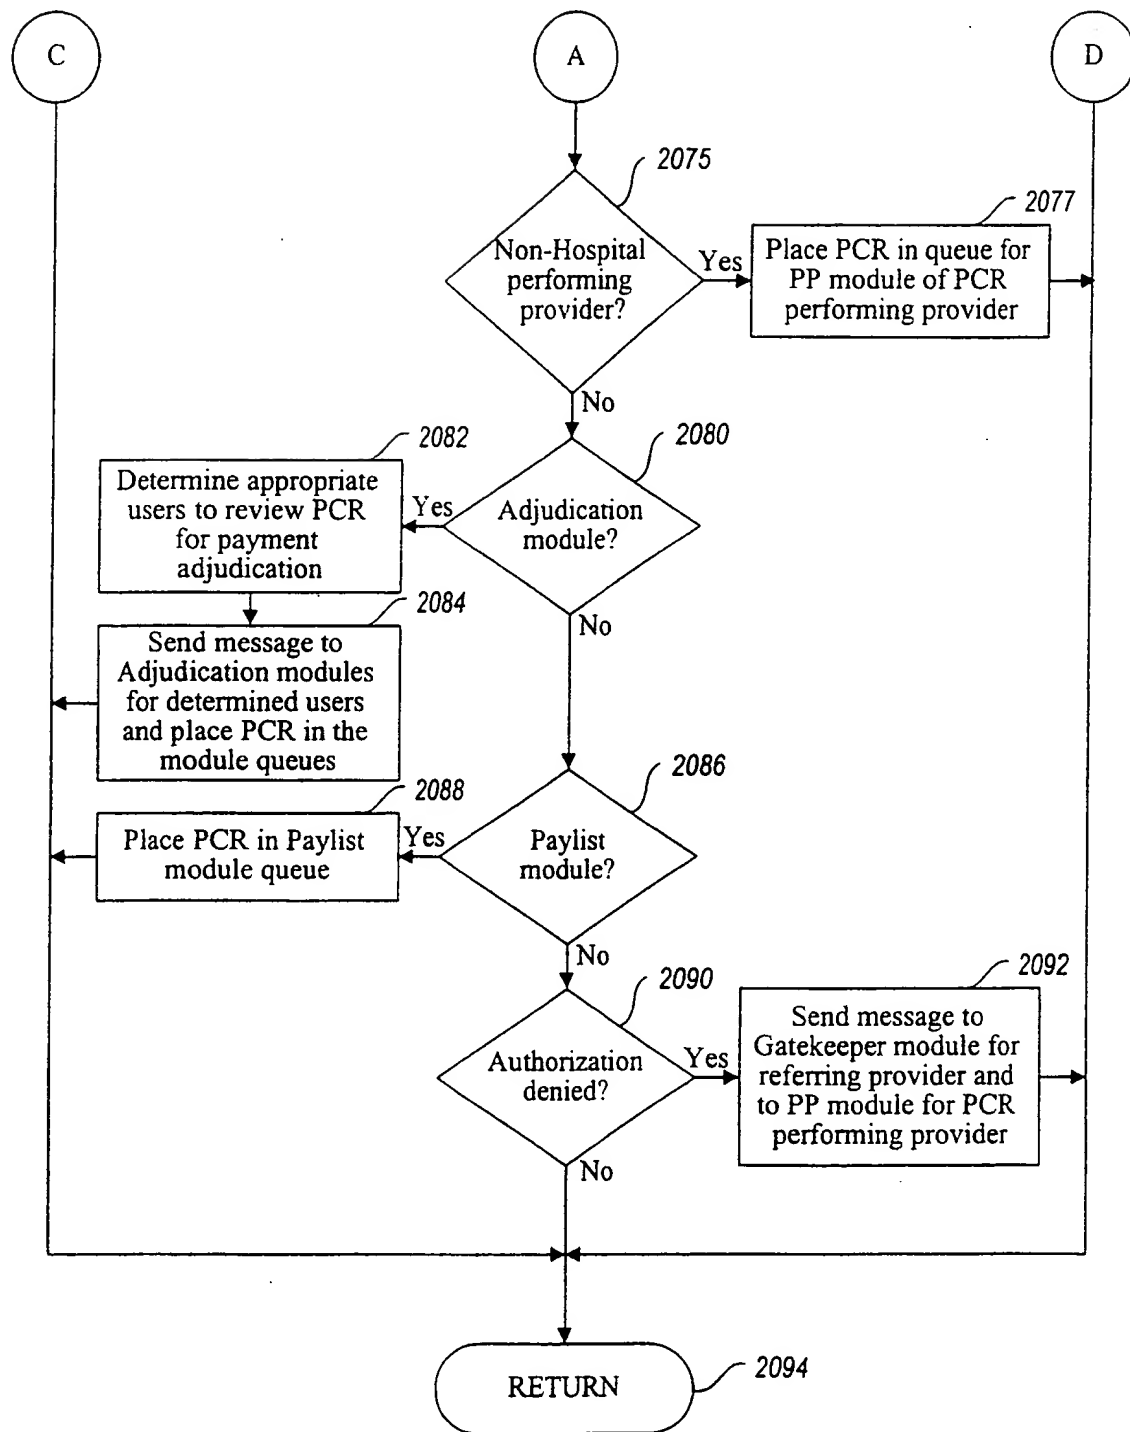 C
A
D
2075
Non-Hospital
performing
provider?
Yes
2077
Place PCR in queue for
PP module of PCR
performing provider
No
2080
Adjudication
module?
Yes
2082
Determine appropriate
users to review PCR
for payment
adjudication
2084
Send message to
Adjudication modules
for determined users
and place PCR in the
module queues
No
2086
Paylist
module?
Yes
2088
Place PCR in Paylist
module queue
No
2090
Authorization
denied?
Yes
2092
Send message to
Gatekeeper module for
referring provider and
to PP module for PCR
performing provider
No
RETURN
2094